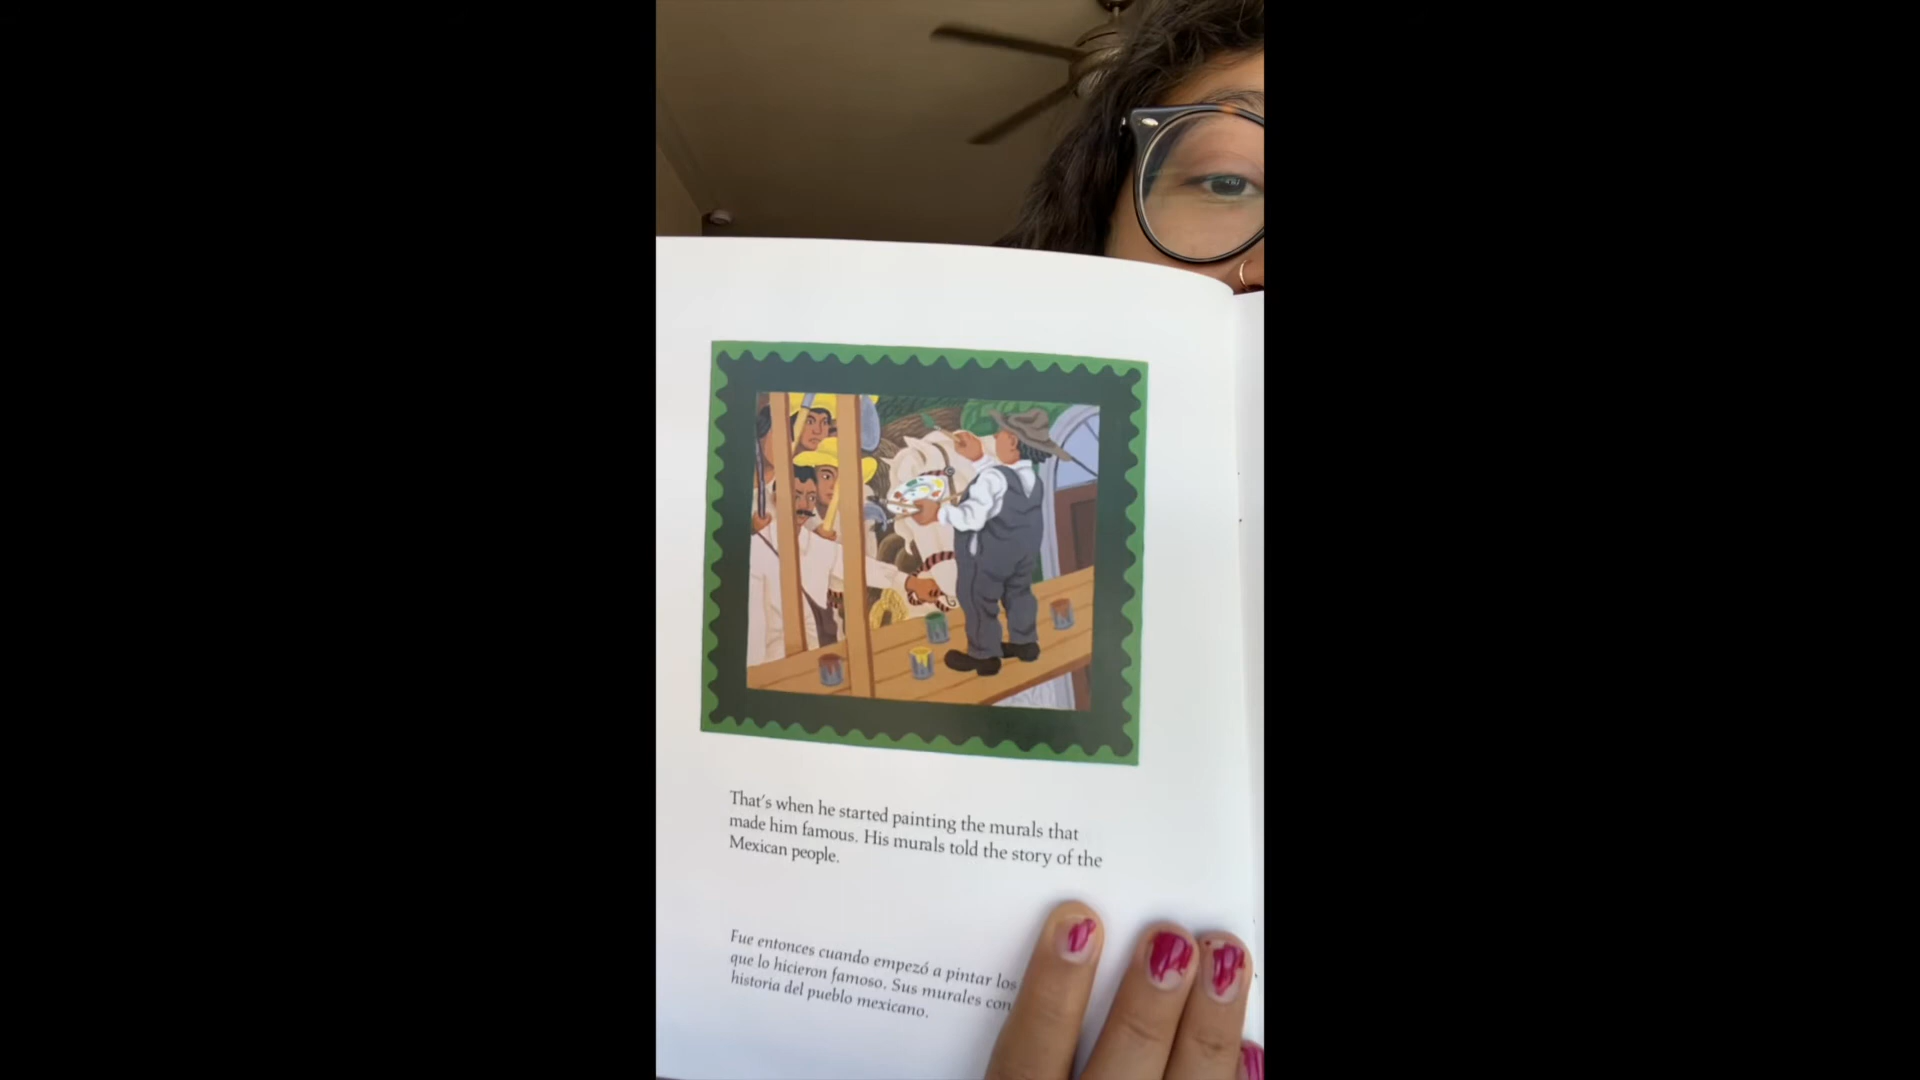 That's when he started painting the murals that
made him famous. His murals told the story of the
Mexican people.
Fue entonces cuando empezó a pintar los
que lo hicieron famoso. Sus murales
historia del pueblo mexicano.